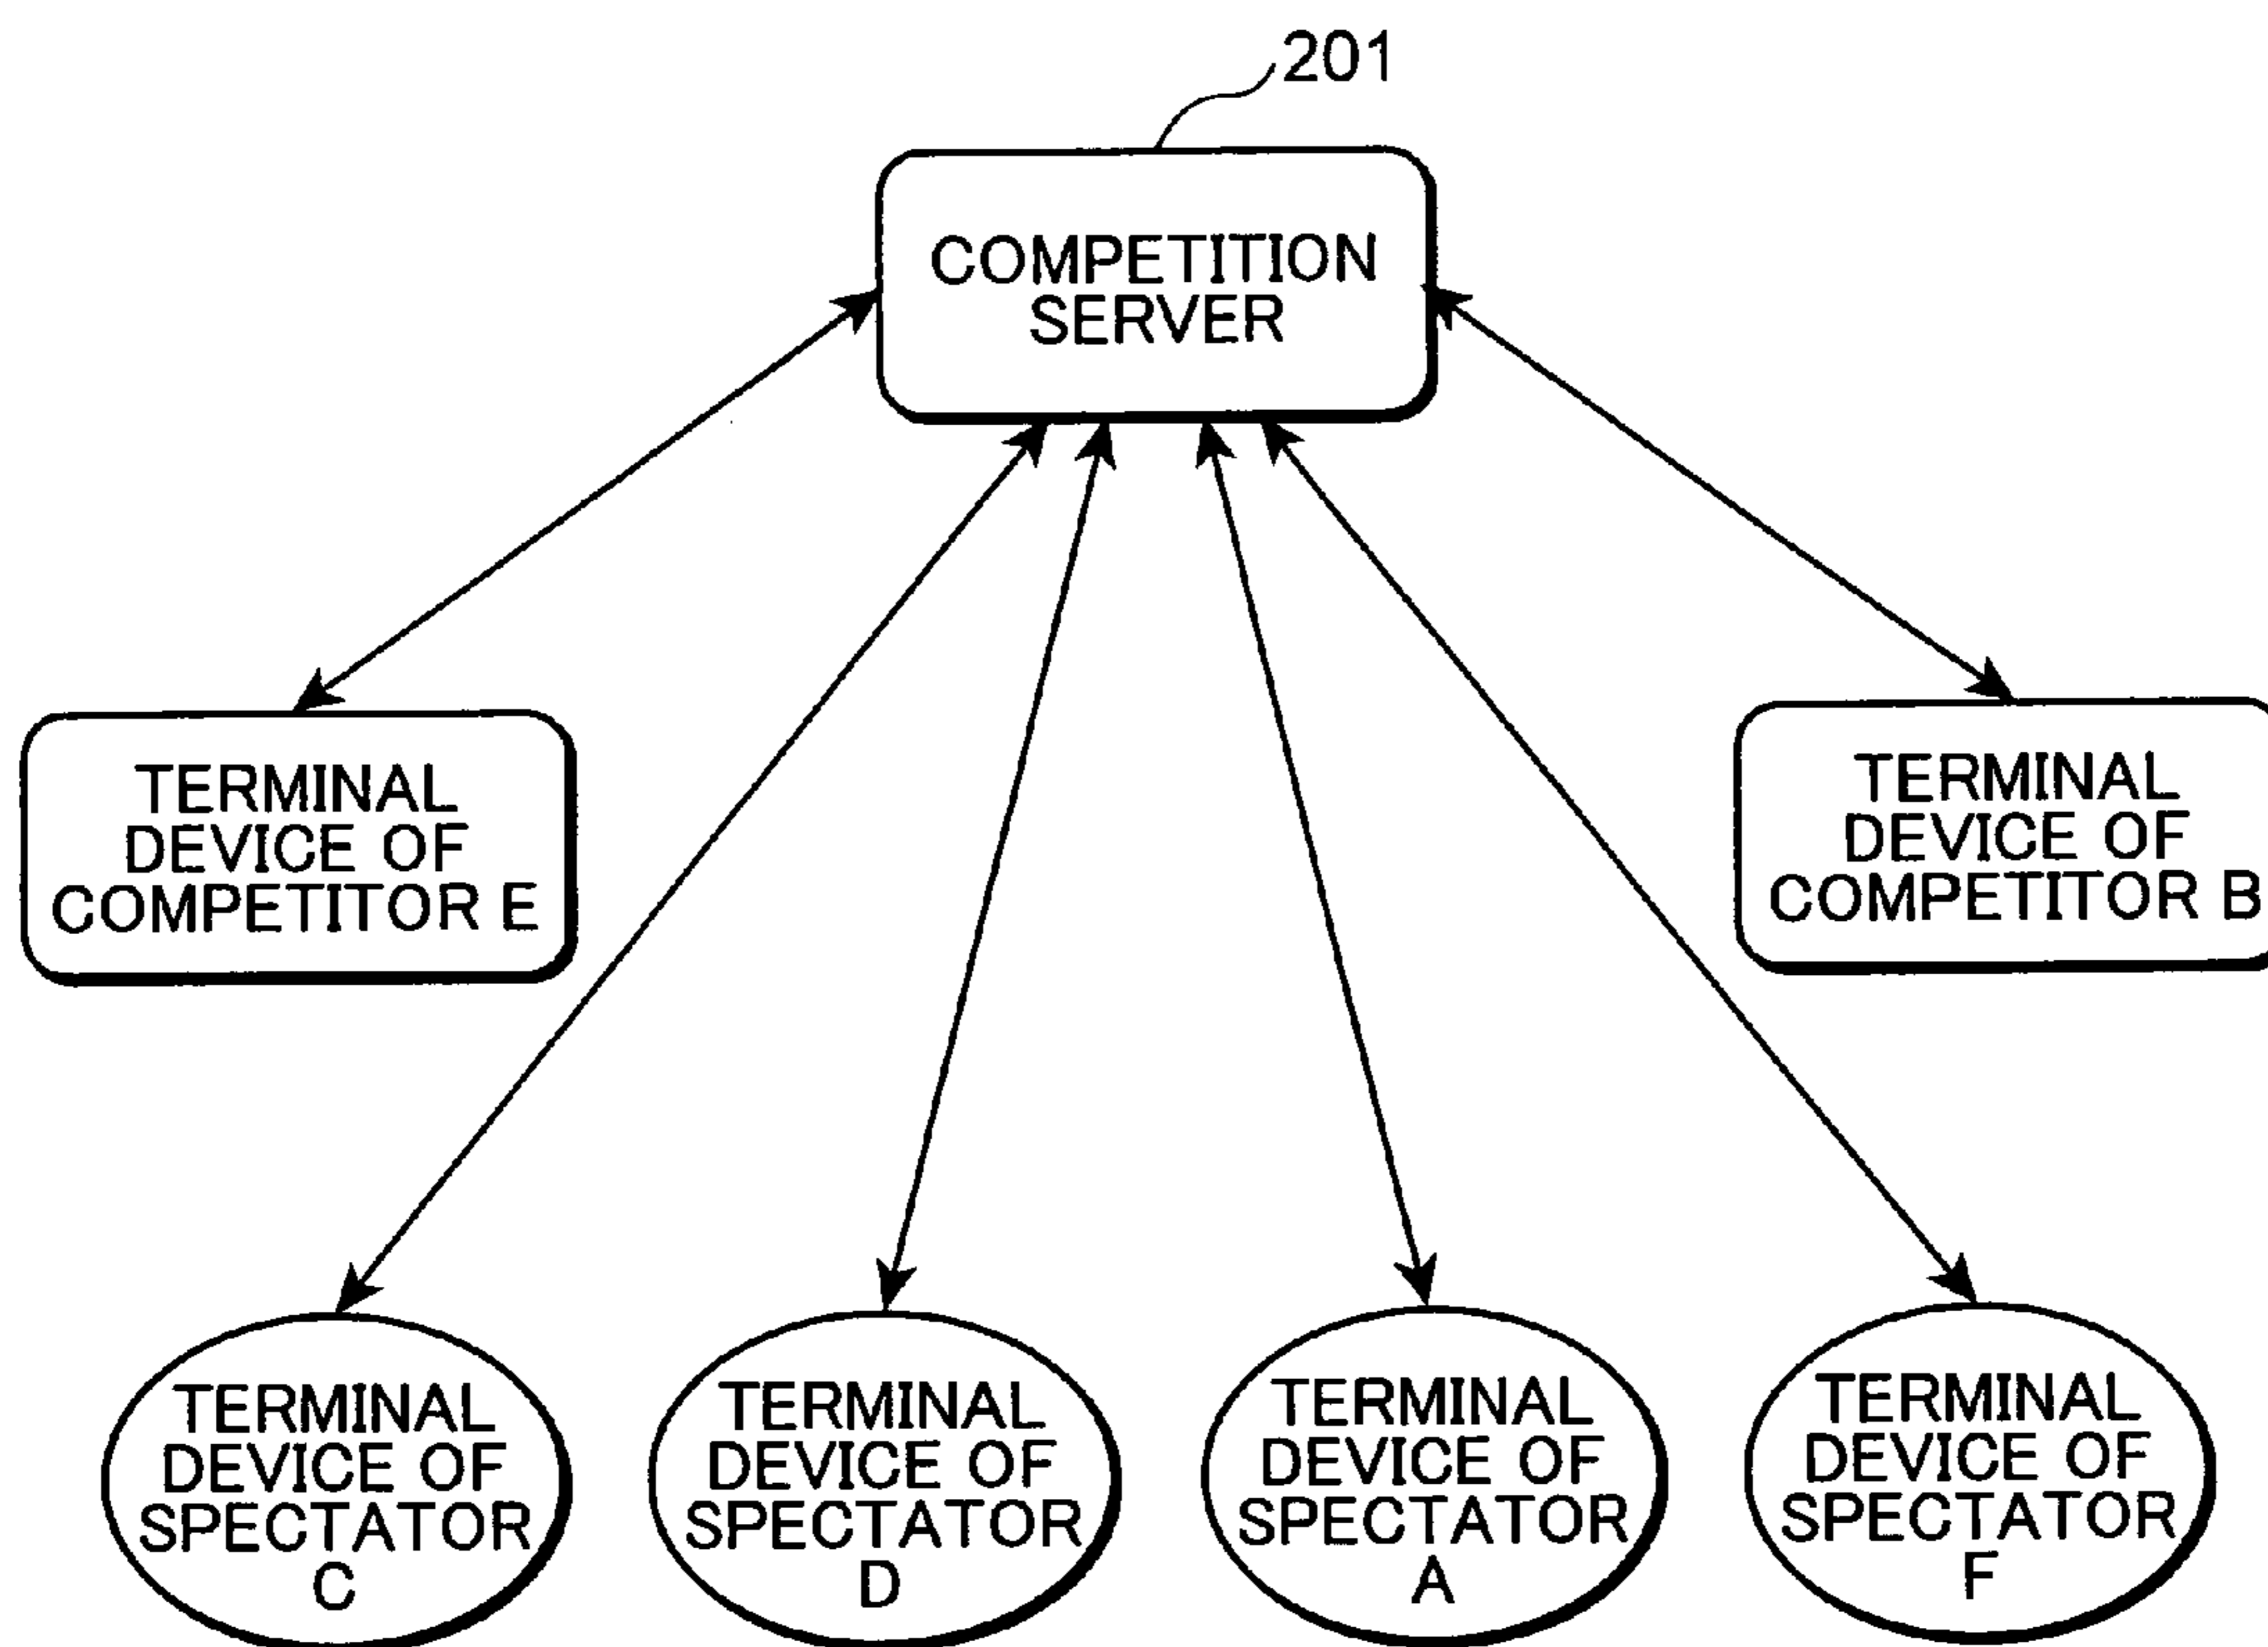 201
COMPETITION
SERVER
TERMINAL
DEVICE OF
COMPETITOR E
TERMINAL
DEVICE OF
COMPETITOR B
TERMINAL
DEVICE OF
SPECTATOR
C
TERMINAL
DEVICE OF
SPECTATOR
D
TERMINAL
DEVICE OF
SPECTATOR
A
TERMINAL
DEVICE OF
SPECTATOR
F